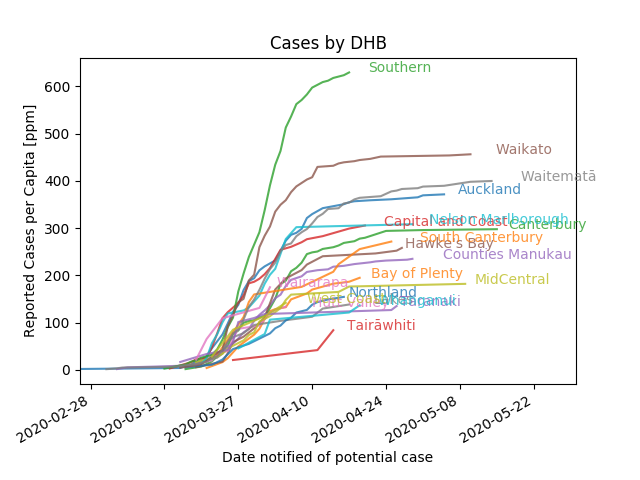 Cases by DHB
Reported Cases per Capita [ppm]
600
500
400
300
200
100
0
Southern
Waikato
Waitematā
Auckland
Nelson Marlborough
Capital and Coast
Canterbury
South Canterbury
Hawke's Bay
Counties Manukau
Bay of Plenty
MidCentral
Wairarapa
Northland
Hutt Valley
Taranaki
Tairāwhiti
2020-02-28
2020-03-13
2020-03-27
2020-04-10
2020-04-24
2020-05-08
2020-05-22
Date notified of potential case